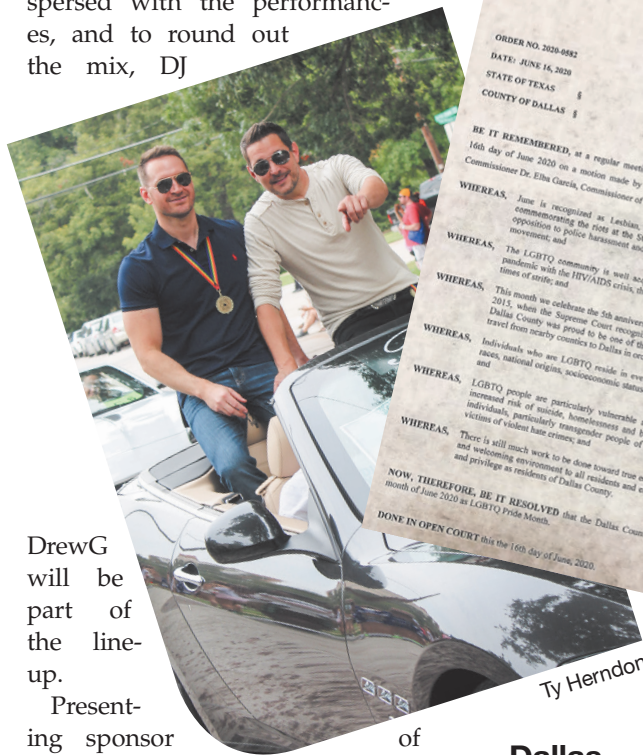 spersed with the performanc-
es, and to round out
the mix, DJ
DrewG
will be
part of
the line-
up.
Present-
ing sponsor of
ORDER NO. 2020-0582
DATE: JUNE 16, 2020
STATE OF TEXAS §
COUNTY OF DALLAS §
BE IT REMEMBERED, at a regular meeti
16th day of June 2020 on a motion made by
Commissioner Dr. Elba Garcia, Commissioner of
WHEREAS, June is recognized as Lesbian,
commemorating the riots at the St
opposition to police harassment and
movement; and
WHEREAS, The LGBTQ community is well acq
pandemic with the HIV/AIDS crisis, th
times of strife; and
WHEREAS, This month we celebrate the 5th annivers
2015, when the Supreme Court recogni
Dallas County was proud to be one of th
travel from nearby counties to Dallas in or
WHEREAS, Individuals who are LGBTQ reside in eve
races, national origins, socioeconomic status
and
WHEREAS, LGBTQ people are particularly vulnerable
increased risk of suicide, homelessness and h
individuals, particularly transgender people of
victims of violent hate crimes; and
WHEREAS, There is still much work to be done toward true e
and welcoming environment to all residents and e
and privilege as residents of Dallas County.
NOW, THEREFORE, BE IT RESOLVED that the Dallas Count
month of June 2020 as LGBTQ Pride Month.
DONE IN OPEN COURT this the 16th day of June, 2020.
Ty Herndon
Dallas